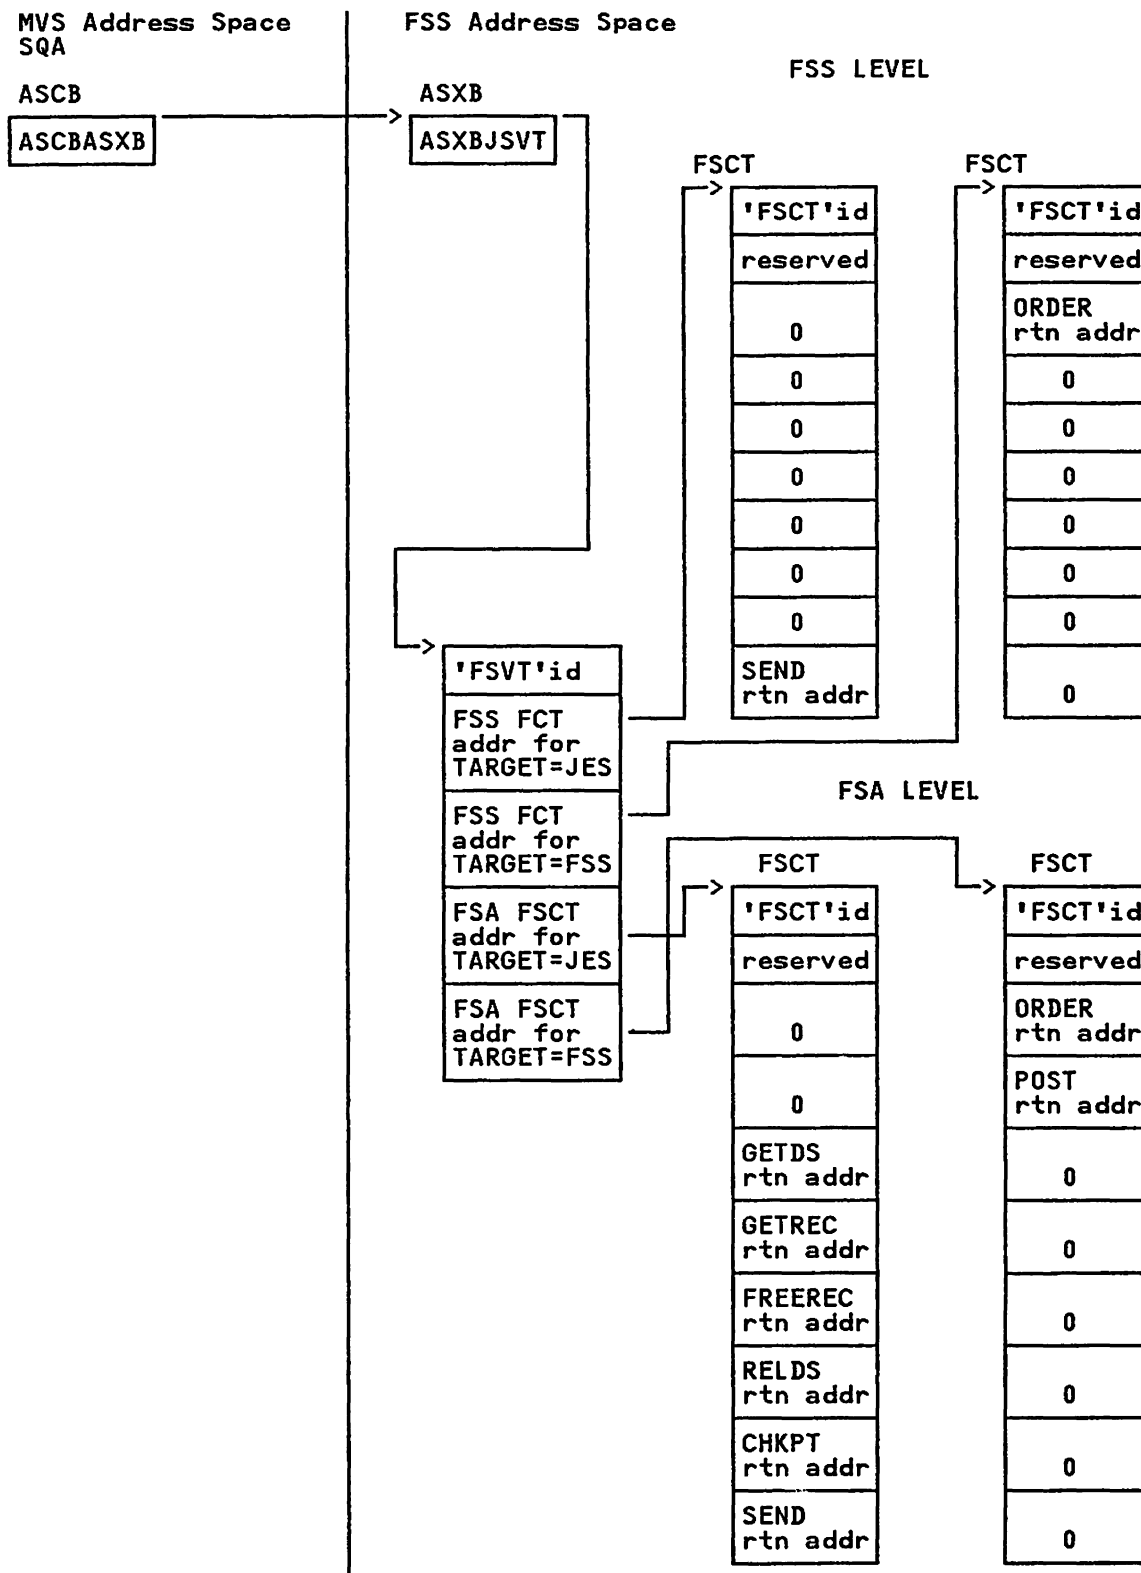 MVS Address Space
SQA
FSS Address Space
FSS LEVEL
ASCB
ASCBASXB
ASXB
ASXBJSVT
FSCT
'FSCT'id
reserved
0
0
0
0
0
0
0
SEND
rtn addr
FSCT
'FSCT'id
reserved
ORDER
rtn addr
0
0
0
0
0
0
0
'FSVT'id
FSS FCT
addr for
TARGET=JES
FSS FCT
addr for
TARGET=FSS
FSA FSCT
addr for
TARGET=JES
FSA FSCT
addr for
TARGET=FSS
FSA LEVEL
FSCT
'FSCT'id
reserved
0
0
GETDS
rtn addr
GETREC
rtn addr
FREEREC
rtn addr
RELDS
rtn addr
CHKPT
rtn addr
SEND
rtn addr
FSCT
'FSCT'id
reserved
ORDER
rtn addr
POST
rtn addr
0
0
0
0
0
0